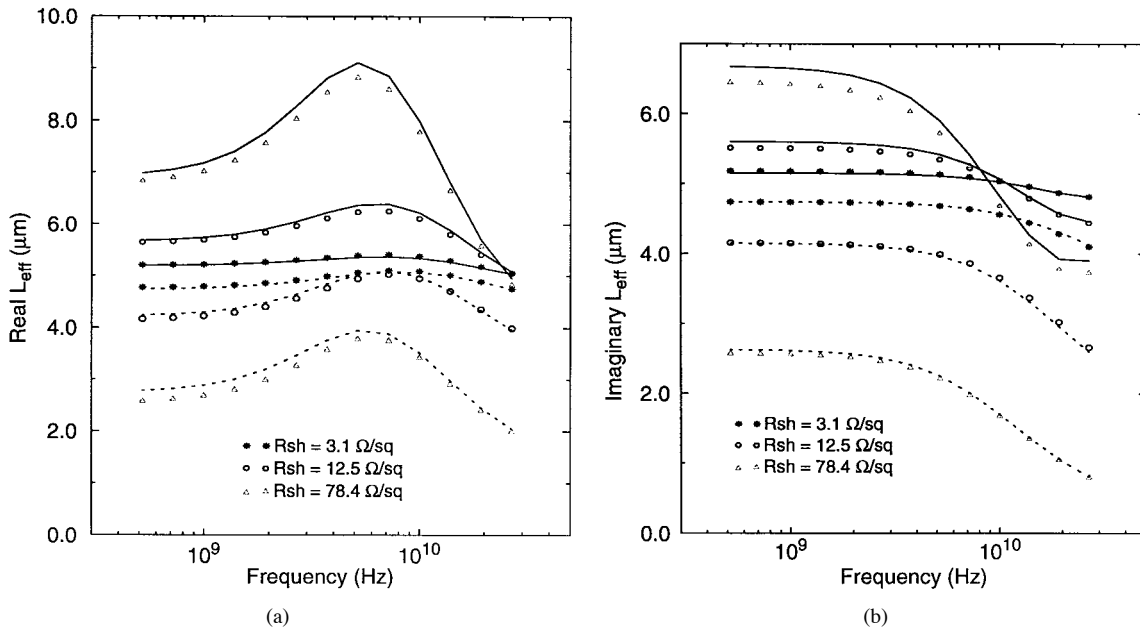 10.0
8.0
6.0
4.0
2.0
0.0
Real L_eff (μm)
Rsh = 3.1 Ω/sq
Rsh = 12.5 Ω/sq
Rsh = 78.4 Ω/sq
10^9
10^10
Frequency (Hz)
(a)
6.0
4.0
2.0
0.0
Imaginary L_eff (μm)
Rsh = 3.1 Ω/sq
Rsh = 12.5 Ω/sq
Rsh = 78.4 Ω/sq
10^9
10^10
Frequency (Hz)
(b)